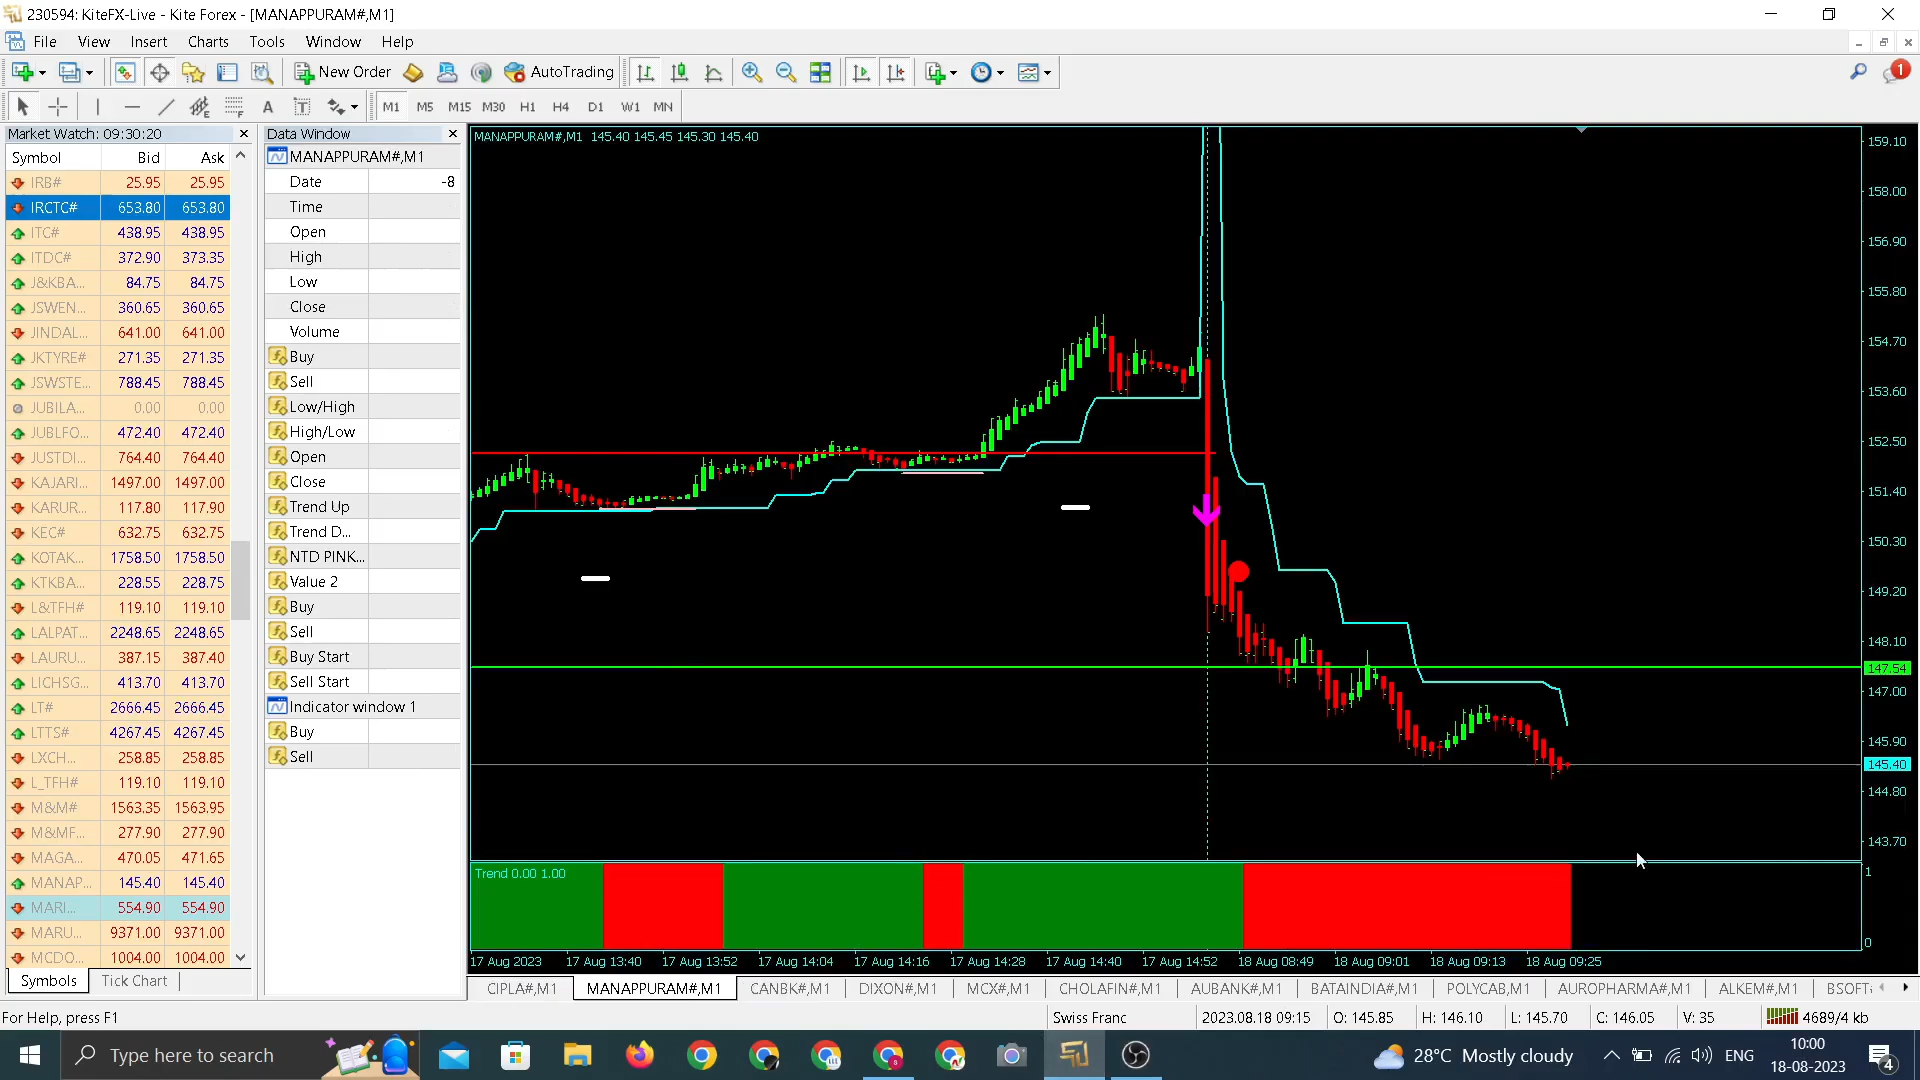 230594: KiteFX-Live - Kite Forex - [MANAPPURAM#,M1]
File View Insert Charts Tools Window Help
New Order AutoTrading 1
A T M1 M5 M15 M30 H1 H4 D1 W1 MN
Market Watch: 09:30:20
Symbol Bid Ask
IRB# 25.95 25.95
IRCTC# 653.80 653.80
ITC# 438.95 438.95
ITDC# 372.90 373.35
J&KBA... 84.75 84.75
JSWEN... 360.65 360.65
JINDAL... 641.00 641.00
JKTYRE# 271.35 271.35
JSWSTE... 788.45 788.45
JUBILA... 0.00 0.00
JUBLFO... 472.40 472.40
JUSTDI... 764.40 764.40
KAJARI... 1497.00 1497.00
KARUR... 117.80 117.90
KEC# 632.75 632.75
KOTAK... 1758.50 1758.50
KTKBA... 228.55 228.75
L&TFH# 119.10 119.10
LALPAT... 2248.65 2248.65
LAURU... 387.15 387.40
LICHSG... 413.70 413.70
LT# 2666.45 2666.45
LTTS# 4267.45 4267.45
LXCH... 258.85 258.85
L_TFH# 119.10 119.10
M&M# 1563.35 1563.95
M&MF... 277.90 277.90
MAGA... 470.05 471.65
MANAP... 145.40 145.40
MARI... 554.90 554.90
MARU... 9371.00 9371.00
MCDO... 1004.00 1004.00
Symbols Tick Chart
Data Window
MANAPPURAM#,M1
Date -8
Time
Open
High
Low
Close
Volume
Buy
Sell
Low/High
High/Low
Open
Close
Trend Up
Trend D...
NTD PINK...
Value 2
Buy
Sell
Buy Start
Sell Start
Indicator window 1
Buy
Sell
MANAPPURAM#,M1 145.40 145.45 145.30 145.40
159.10
158.00
156.90
155.80
154.70
153.60
152.50
151.40
150.30
149.20
148.10
147.54
147.00
145.90
145.40
144.80
143.70
Trend 0.00 1.00
1
0
17 Aug 2023 17 Aug 13:40 17 Aug 13:52 17 Aug 14:04 17 Aug 14:16 17 Aug 14:28 17 Aug 14:40 17 Aug 14:52 18 Aug 08:49 18 Aug 09:01 18 Aug 09:13 18 Aug 09:25
CIPLA#,M1 MANAPPURAM#,M1 CANBK#,M1 DIXON#,M1 MCX#,M1 CHOLAFIN#,M1 AUBANK#,M1 BATAINDIA#,M1 POLYCAB,M1 AUROPHARMA#,M1 ALKEM#,M1 BSOFT
For Help, press F1 Swiss Franc 2023.08.18 09:15 O: 145.85 H: 146.10 L: 145.70 C: 146.05 V: 35 4689/4 kb
Type here to search 28°C Mostly cloudy ENG 10:00
18-08-2023 4